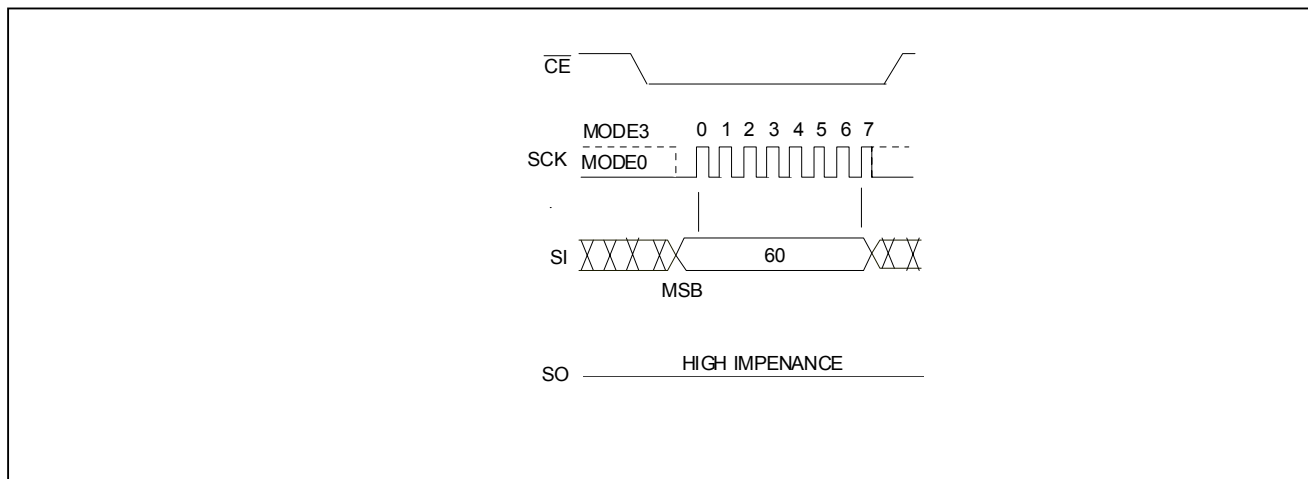 CE
MODE3 0 1 2 3 4 5 6 7
SCK MODE0
SI 60
MSB
HIGH IMPENANCE
SO